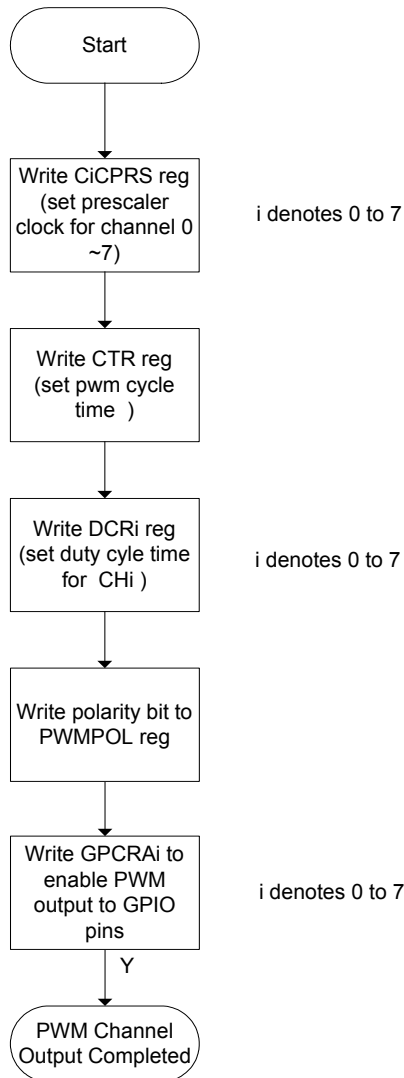 Start
Write CiCPRS reg
(set prescaler
clock for channel 0
~7)
i denotes 0 to 7
Write CTR reg
(set pwm cycle
time )
Write DCRi reg
(set duty cyle time
for CHi )
i denotes 0 to 7
Write polarity bit to
PWMPOL reg
Write GPCRAi to
enable PWM
output to GPIO
pins
i denotes 0 to 7
Y
PWM Channel
Output Completed